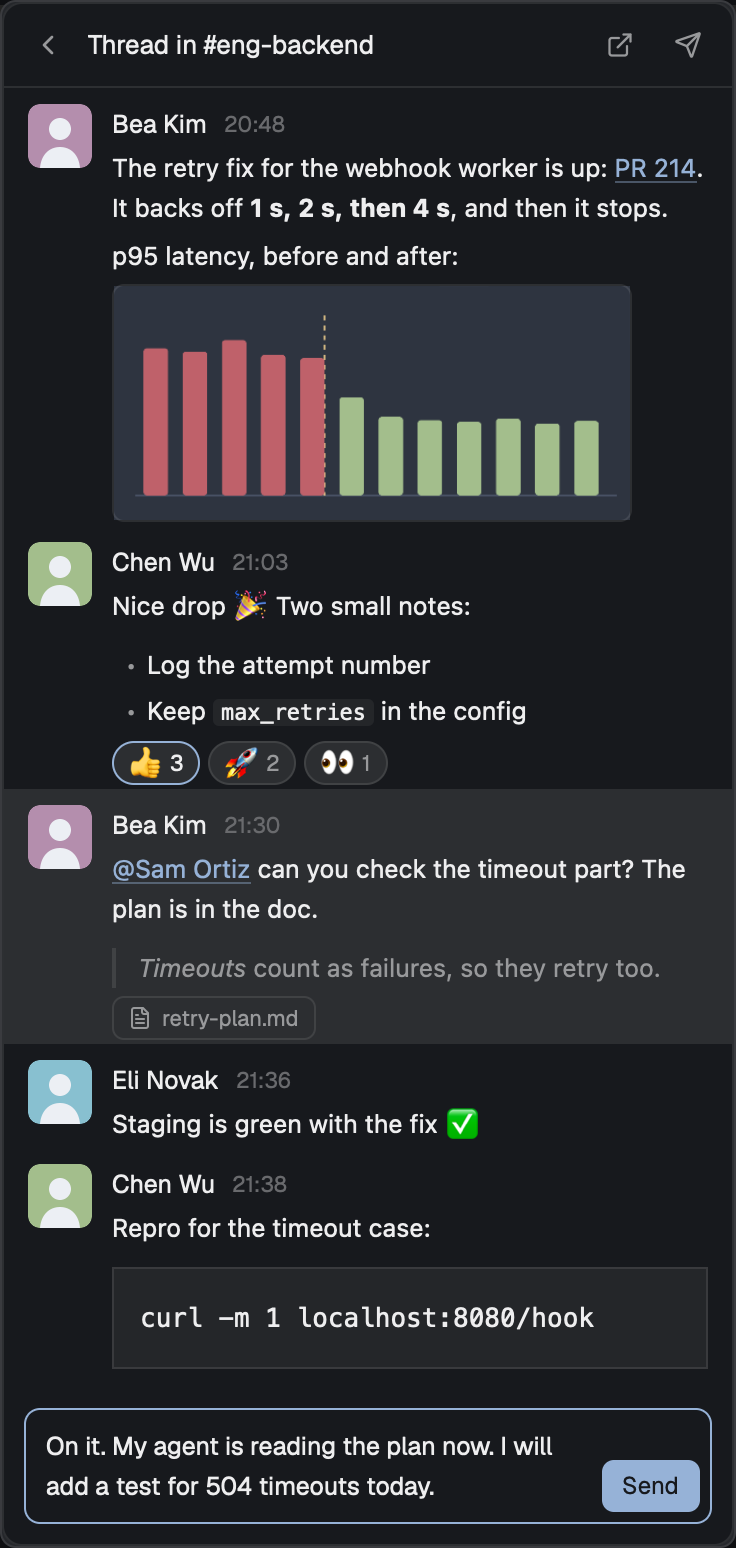 Thread in #eng-backend
Bea Kim 20:48
The retry fix for the webhook worker is up: PR 214.
It backs off 1 s, 2 s, then 4 s, and then it stops.
p95 latency, before and after:
Chen Wu 21:03
Nice drop 🎉 Two small notes:
• Log the attempt number
• Keep max_retries in the config
👍 3 🚀 2 👀 1
Bea Kim 21:30
@Sam Ortiz can you check the timeout part? The
plan is in the doc.
Timeouts count as failures, so they retry too.
retry-plan.md
Eli Novak 21:36
Staging is green with the fix ✅
Chen Wu 21:38
Repro for the timeout case:
curl -m 1 localhost:8080/hook
On it. My agent is reading the plan now. I will
add a test for 504 timeouts today.
Send